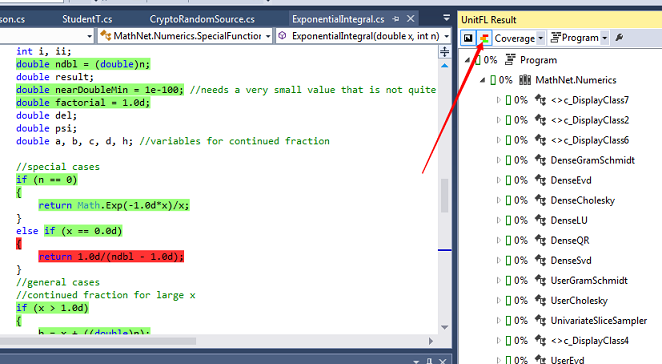 son.cs StudentT.cs CryptoRandomSource.cs ExponentialIntegral.cs UnitFL Result
MathNet.Numerics.SpecialFunction ExponentialIntegral(double x, int n) Coverage Program
int i, ii;
double ndbl = (double)n;
double result;
double nearDoubleMin = 1e-100; //needs a very small value that is not quite
double factorial = 1.0d;
double del;
double psi;
double a, b, c, d, h; //variables for continued fraction
//special cases
if (n == 0)
{
return Math.Exp(-1.0d*x)/x;
}
else if (x == 0.0d)
{
return 1.0d/(ndbl - 1.0d);
}
//general cases
//continued fraction for large x
if (x > 1.0d)
{
b = x + ((double)n);
0% Program
0% MathNet.Numerics
0% <>c_DisplayClass7
0% <>c_DisplayClass2
0% <>c_DisplayClass6
0% DenseGramSchmidt
0% DenseEvd
0% DenseCholesky
0% DenseLU
0% DenseQR
0% DenseSvd
0% UserGramSchmidt
0% UserCholesky
0% UnivariateSliceSampler
0% <>c_DisplayClass4
0% UserEvd